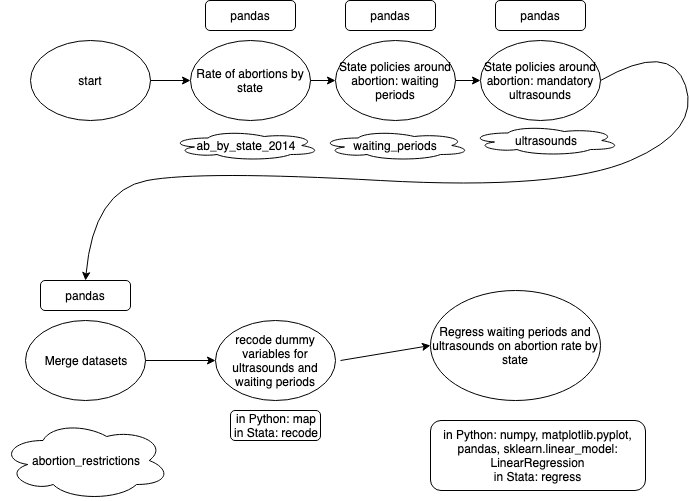 pandas
pandas
pandas
start
Rate of abortions by
state
State policies around
abortion: waiting
periods
State policies around
abortion: mandatory
ultrasounds
ab_by_state_2014
waiting_periods
ultrasounds
pandas
Merge datasets
recode dummy
variables for
ultrasounds and
waiting periods
Regress waiting periods and
ultrasounds on abortion rate by
state
in Python: map
in Stata: recode
abortion_restrictions
in Python: numpy, matplotlib.pyplot,
pandas, sklearn.linear_model:
LinearRegression
in Stata: regress